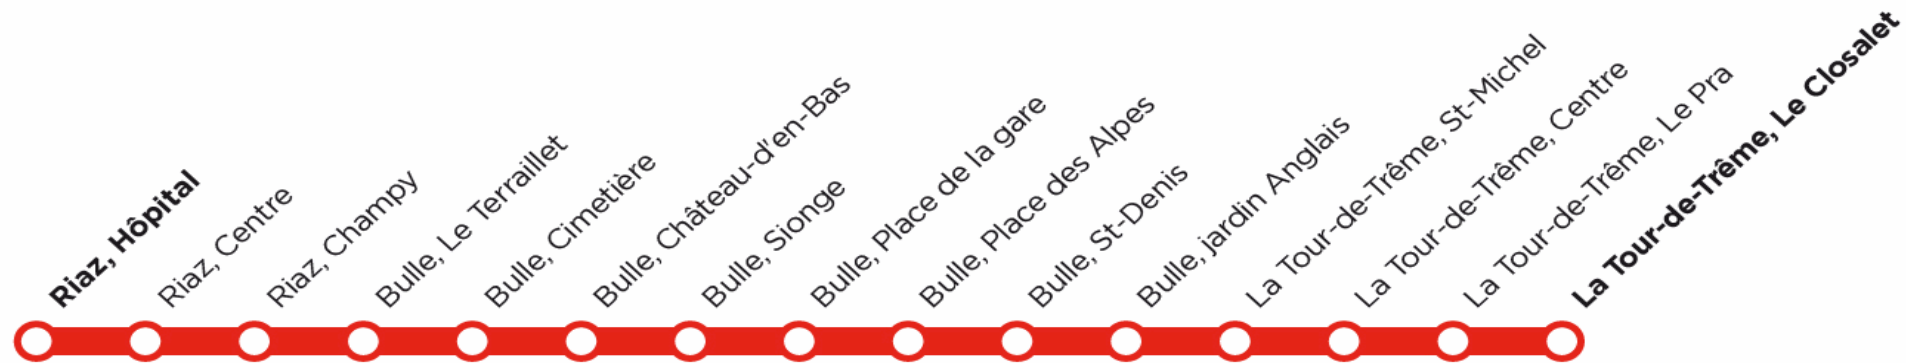 Riaz, Hôpital
Riaz, Centre
Riaz, Champy
Bulle, Le Terraillet
Bulle, Cimetière
Bulle, Château-d'en-Bas
Bulle, Sionge
Bulle, Place de la gare
Bulle, Place des Alpes
Bulle, St-Denis
Bulle, jardin Anglais
La Tour-de-Trême, St-Michel
La Tour-de-Trême, Centre
La Tour-de-Trême, Le Pra
La Tour-de-Trême, Le Closalet